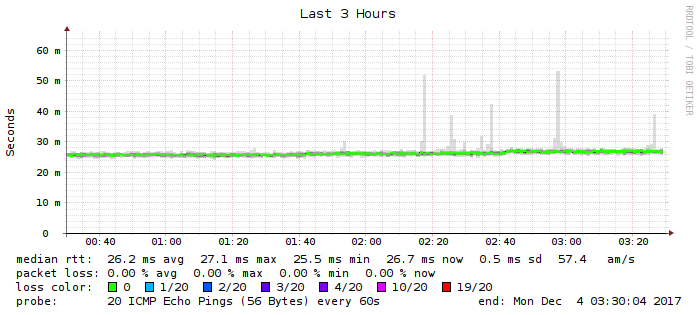 Last 3 Hours
RRDTOOL / TOBI OETIKER
Seconds
60 m
50 m
40 m
30 m
20 m
10 m
0
00:40 01:00 01:20 01:40 02:00 02:20 02:40 03:00 03:20
median rtt: 26.2 ms avg 27.1 ms max 25.5 ms min 26.7 ms now 0.5 ms sd 57.4 am/s
packet loss: 0.00 % avg 0.00 % max 0.00 % min 0.00 % now
loss color: 0 1/20 2/20 3/20 4/20 10/20 19/20
probe: 20 ICMP Echo Pings (56 Bytes) every 60s end: Mon Dec 4 03:30:04 2017